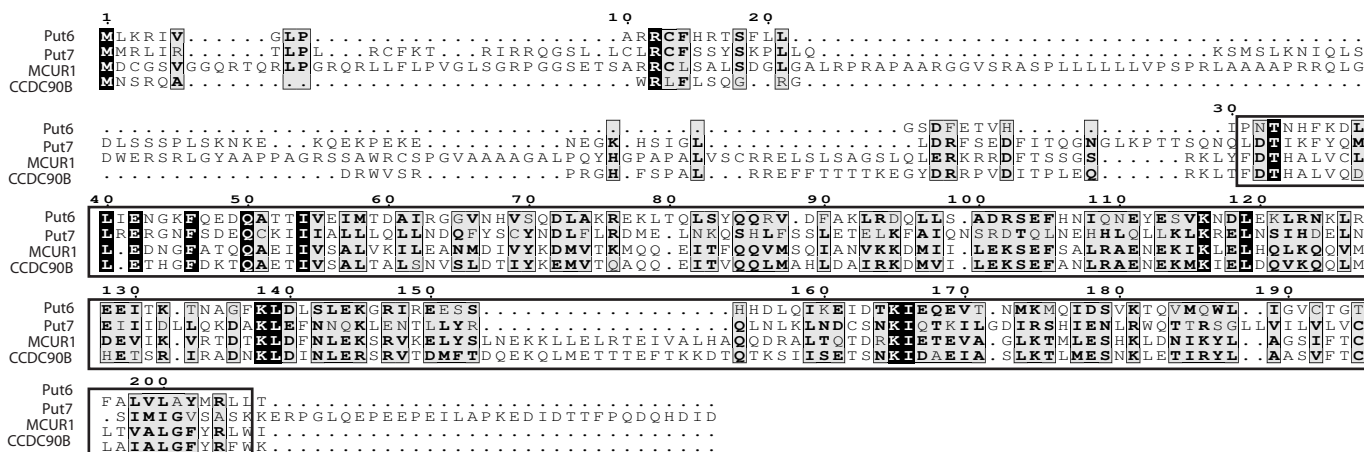 1 10 20
Put6 MLKRIV......GLP......................ARRCFHRTSFLL.........................................
Put7 MMRLIR......TLPL...RCFKT...RIRRQGSL.LCLRCFSSYSKPLLQ............................KSMSLKNIQLS
MCUR1 MDCGSVGGQRTQRLPGRQRLLFLPVGLSGRPGGSETSARRCLSALSDGLGALRPRAPAARGGVSRASPLLLLLLVPSPRLAAAAPRRQLG
CCDC90B MNSRQA................................WRLFLSQG..RG........................................
30
Put6 .........................................................GSDFETVH...............IPNTNHFKDL
Put7 DLSSSPLSKNKE.KQEKPEKE............NEGK.HSIGL...............LDRFSEDFITQGNGLKPTTSQNQLDTIKFYQM
MCUR1 DWERSRLGYAAPPAGRSSAWRCSPGVAAAAGALPQYHGPAPALVSCRRELSLSAGSLQLERKRRDFTSSGS......RKLYFDTHALVCL
CCDC90B .................DRWVSR..........PRGH.FSPAL...RREFFTTTTKEGYDRRPVDITPLEQ......RKLTFDTHALVQD
40 50 60 70 80 90 100 110 120
Put6 LIENGKFQEDQATTIVEIMTDAIRGGVNHVSQDLAKREKLTQLSYQQRV.DFAKLRDQLLS.ADRSEFHNIQNEYESVKNDLEKLRNKLR
Put7 LRERGNFSDEQCKIIIALLLQLLNDQFYSCYNDLFLRDME.LNKQSHLFSSLETELKFAIQNSRDTQLNEHHLQLLKLKRELNSIHDELN
MCUR1 L.EDNGFATQQAEIIVSALVKILEANMDIVYKDMVTKMQQ.EITFQQVMSQIANVKKDMII.LEKSEFSALRAENEKIKLELHQLKQQVM
CCDC90B L.ETHGFDKTQAETIVSALTALSNVSLDTIYKEMVTQAQQ.EITVQQLMAHLDAIRKDMVI.LEKSEFANLRAENEKMKIELDQVKQQLM
130 140 150 160 170 180 190
Put6 EEITK.TNAGFKLDLSLEKGRIREESS..................HHDLQIKEIDTKIEQEVT.NMKMQIDSVKTQVMQWL..IGVCTGT
Put7 EIIIDLLQKDAKLEFNNQKLENTLLYR..................QLNLKLNDCSNKIQTKILGDIRSHIENLRWQTTRSGLLVILVLVC
MCUR1 DEVIK.VRTDTKLDFNLEKSRVKELYSLNEKKLLELRTEIVALHAQQDRALTQTDRKIETEVA.GLKTMLESHKLDNIKYL..AGSIFTC
CCDC90B HETSR.IRADNKLDINLERSRVTDMFTDQEKQLMETTTEFTKKDTQTKSIISETSNKIDAEIA.SLKTLMESNKLETIRYL..AASVFTC
200
Put6 FALVLAYMRLLT................................
Put7 .SIMIGVSASKKERPGLQEPEEPEILAPKEDIDTTFPQDQHDID
MCUR1 LTVALGFYRLWI................................
CCDC90B LAIALGFYRFWK................................